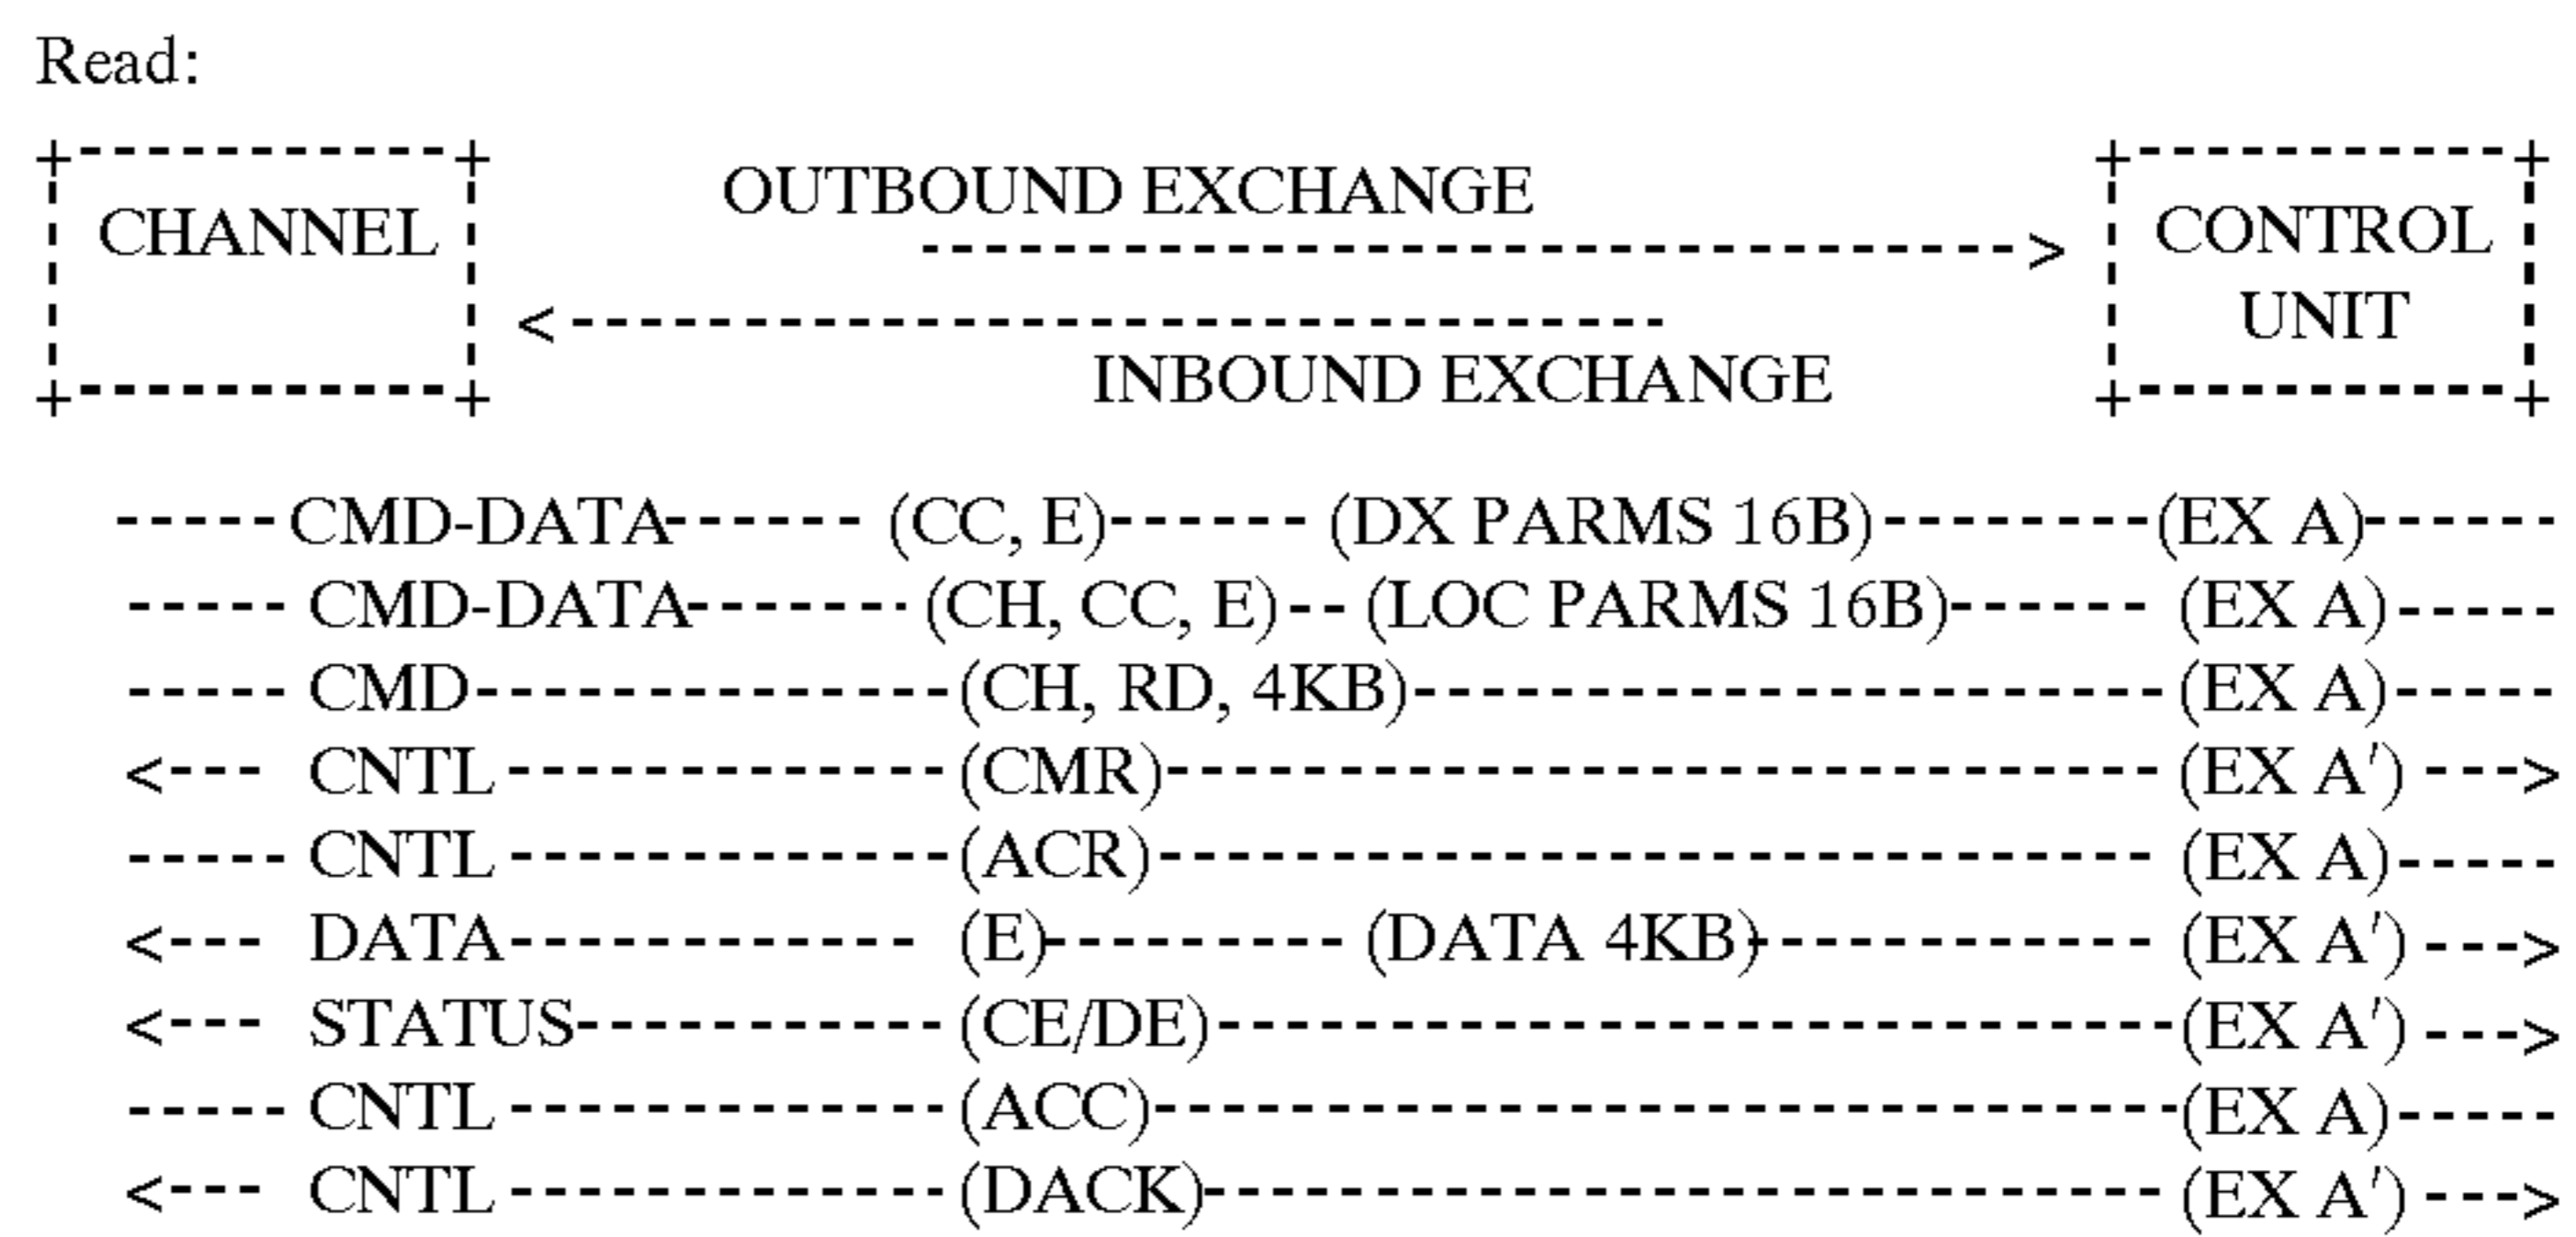 Read:
CHANNEL
OUTBOUND EXCHANGE
INBOUND EXCHANGE
CONTROL
UNIT
-----CMD-DATA------ (CC, E)------ (DX PARMS 16B)--------(EX A)------
----- CMD-DATA------- (CH, CC, E)-- (LOC PARMS 16B)------ (EX A)-----
----- CMD--------------(CH, RD, 4KB)----------------------(EX A)-----
<--- CNTL -------------(CMR)-----------------------------(EX A') --->
----- CNTL -------------(ACR)----------------------------- (EX A)-----
<--- DATA------------ (E)--------- (DATA 4KB)------------ (EX A') --->
<--- STATUS-----------(CE/DE)----------------------------(EX A') --->
----- CNTL -------------(ACC)------------------------------(EX A)-----
<--- CNTL -------------(DACK)----------------------------(EX A') --->